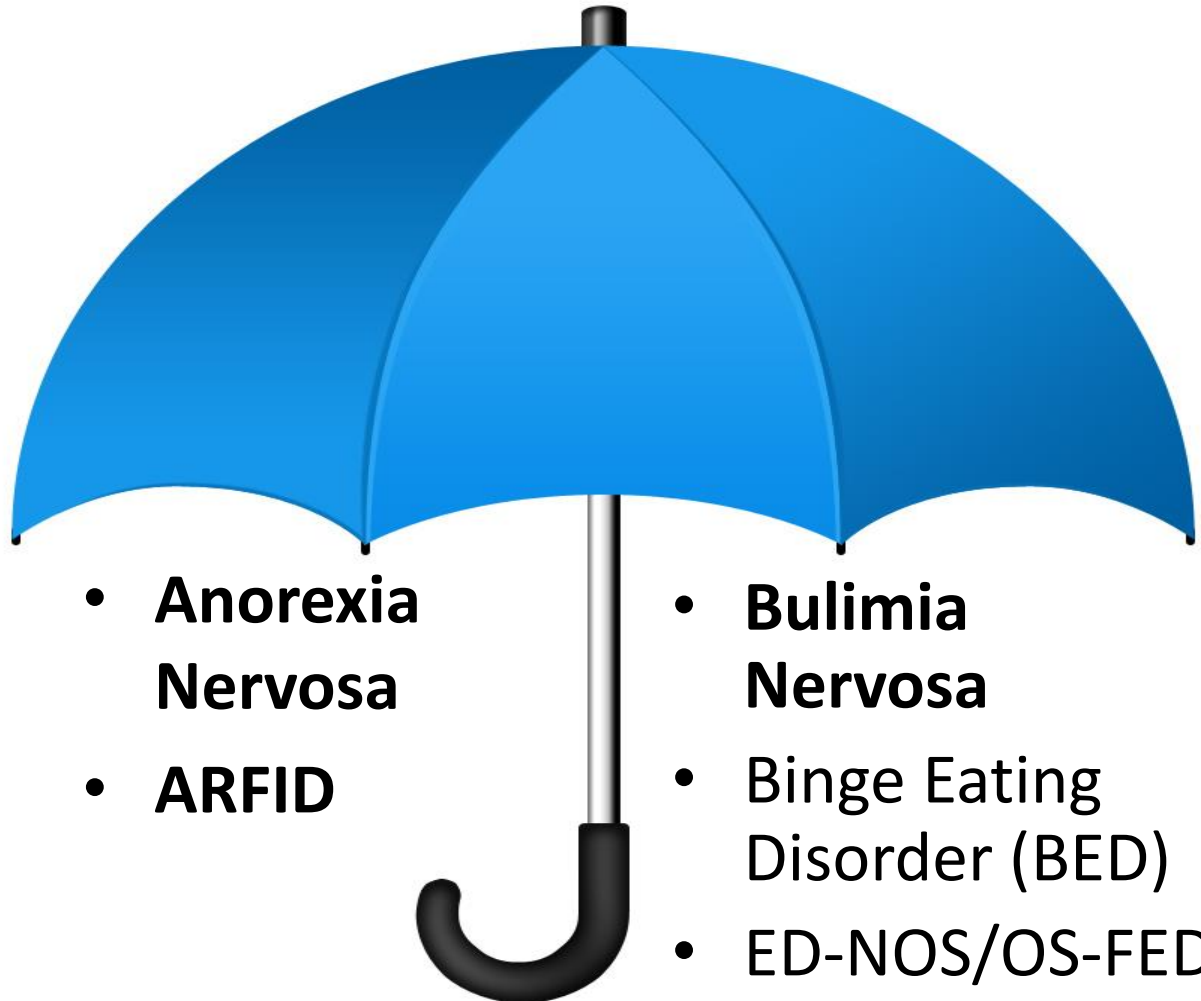 • Anorexia
Nervosa
• ARFID
• Bulimia
Nervosa
• Binge Eating
Disorder (BED)
• ED-NOS/OS-FED